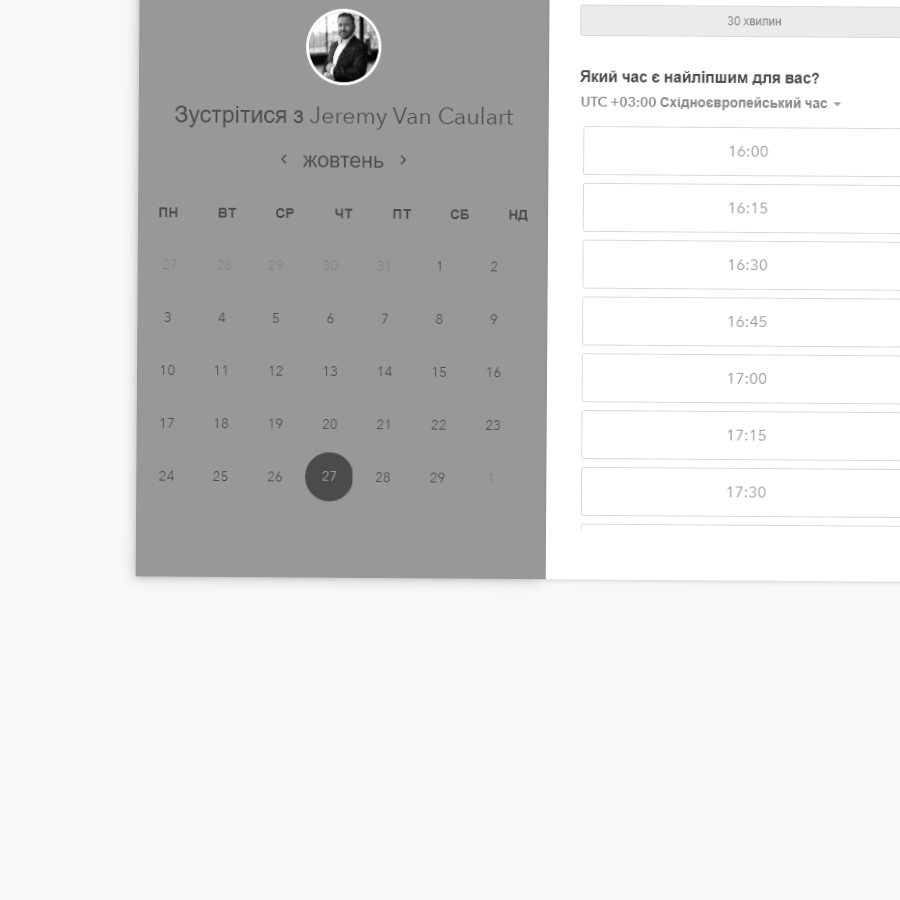 Зустрітися з Jeremy Van Caulart
жовтень
ПН ВТ СР ЧТ ПТ СБ НД
27 28 29 30 31 1 2
3 4 5 6 7 8 9
10 11 12 13 14 15 16
17 18 19 20 21 22 23
24 25 26 27 28 29 1
30 хвилин
Який час є найліпшим для вас?
UTC +03:00 Східноєвропейський час
16:00
16:15
16:30
16:45
17:00
17:15
17:30